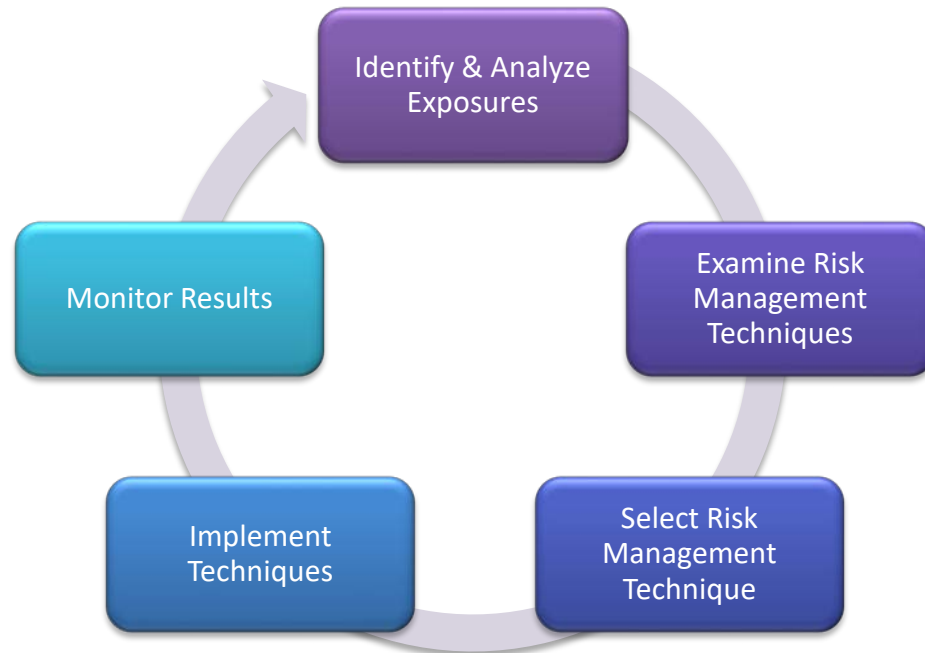 Identify & Analyze
Exposures
Examine Risk
Management
Techniques
Select Risk
Management
Technique
Implement
Techniques
Monitor Results